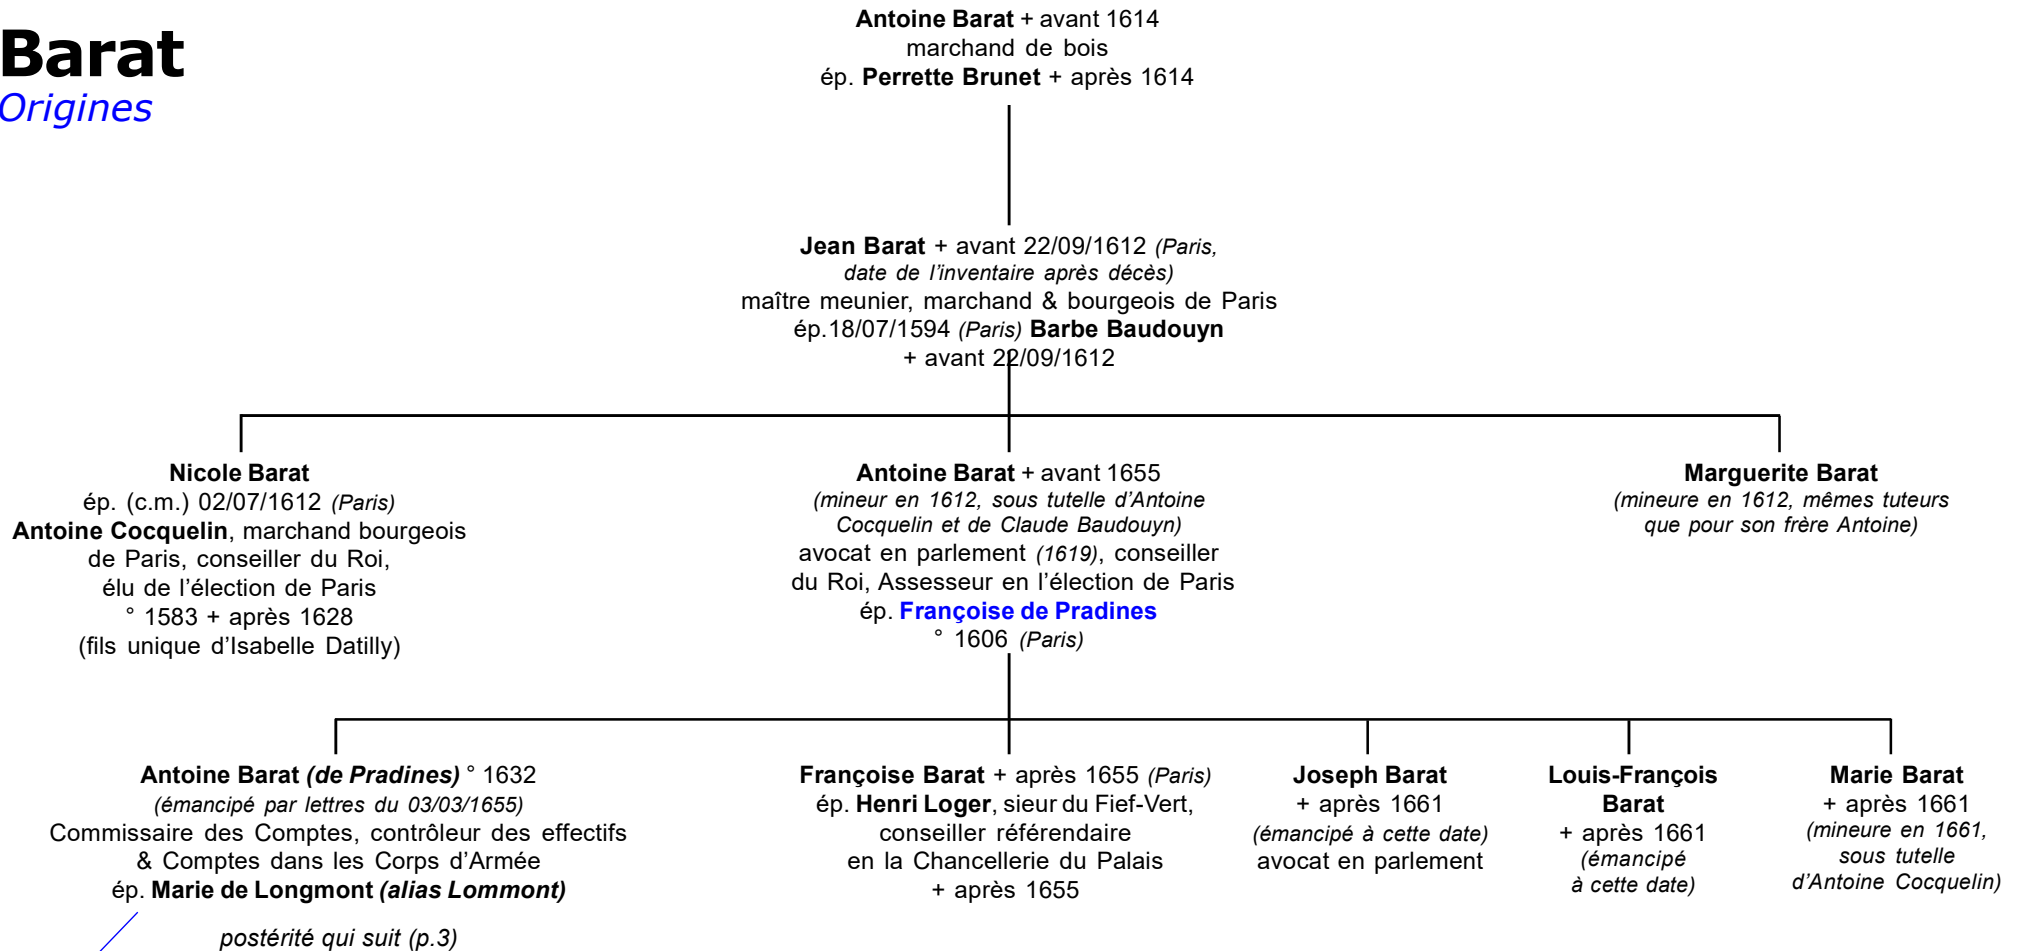 Barat
Origines
Antoine Barat + avant 1614
marchand de bois
ép. Perrette Brunet + après 1614
Jean Barat + avant 22/09/1612 (Paris,
date de l’inventaire après décès)
maître meunier, marchand & bourgeois de Paris
ép.18/07/1594 (Paris) Barbe Baudouyn
+ avant 22/09/1612
Nicole Barat
ép. (c.m.) 02/07/1612 (Paris)
Antoine Cocquelin, marchand bourgeois
de Paris, conseiller du Roi,
élu de l’élection de Paris
° 1583 + après 1628
(fils unique d’Isabelle Datilly)
Antoine Barat + avant 1655
(mineur en 1612, sous tutelle d’Antoine
Cocquelin et de Claude Baudouyn)
avocat en parlement (1619), conseiller
du Roi, Assesseur en l’élection de Paris
ép. Françoise de Pradines
° 1606 (Paris)
Marguerite Barat
(mineure en 1612, mêmes tuteurs
que pour son frère Antoine)
Antoine Barat (de Pradines) ° 1632
(émancipé par lettres du 03/03/1655)
Commissaire des Comptes, contrôleur des effectifs
& Comptes dans les Corps d’Armée
ép. Marie de Longmont (alias Lommont)
postérité qui suit (p.3)
Françoise Barat + après 1655 (Paris)
ép. Henri Loger, sieur du Fief-Vert,
conseiller référendaire
en la Chancellerie du Palais
+ après 1655
Joseph Barat
+ après 1661
(émancipé à cette date)
avocat en parlement
Louis-François
Barat
+ après 1661
(émancipé
à cette date)
Marie Barat
+ après 1661
(mineure en 1661,
sous tutelle
d’Antoine Cocquelin)